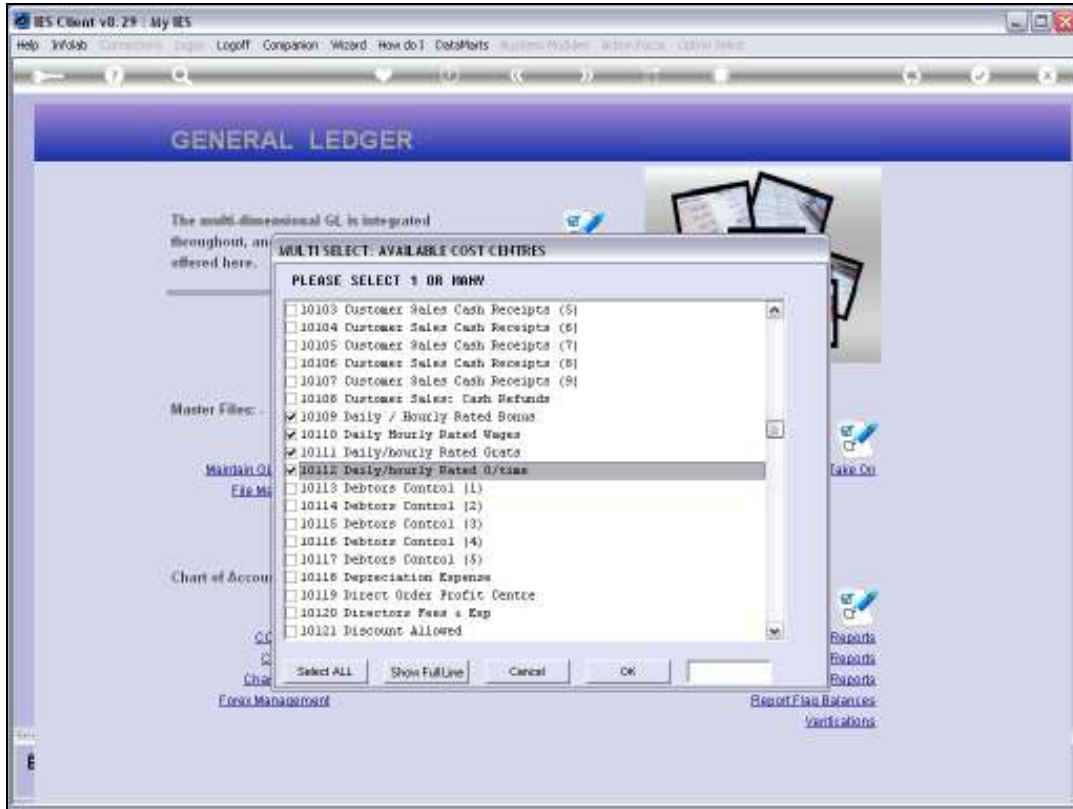 IES Client v8.29 : My IES
Help Infolab Logoff Companion Wizard How do I DataMarts
GENERAL LEDGER
The multi-dimensional GL is integrated
throughout, an
offered here.
MULTI SELECT: AVAILABLE COST CENTRES
PLEASE SELECT 1 OR MANY
10103 Customer Sales Cash Receipts (5)
10104 Customer Sales Cash Receipts (6)
10105 Customer Sales Cash Receipts (7)
10106 Customer Sales Cash Receipts (8)
10107 Customer Sales Cash Receipts (9)
10108 Customer Sales: Cash Refunds
10109 Daily / Hourly Rated Bonus
10110 Daily Hourly Rated Wages
10111 Daily/hourly Rated Grats
10112 Daily/hourly Rated O/time
10113 Debtors Control (1)
10114 Debtors Control (2)
10115 Debtors Control (3)
10116 Debtors Control (4)
10117 Debtors Control (5)
10118 Depreciation Expense
10119 Direct Order Profit Centre
10120 Directors Fees & Exp
10121 Discount Allowed
Select ALL Show Full Line Cancel OK
Master Files:
Maintain Take On
File
Chart of Accou
Reports
Reports
Reports
Forex Management Report Flag Balances
Verifications